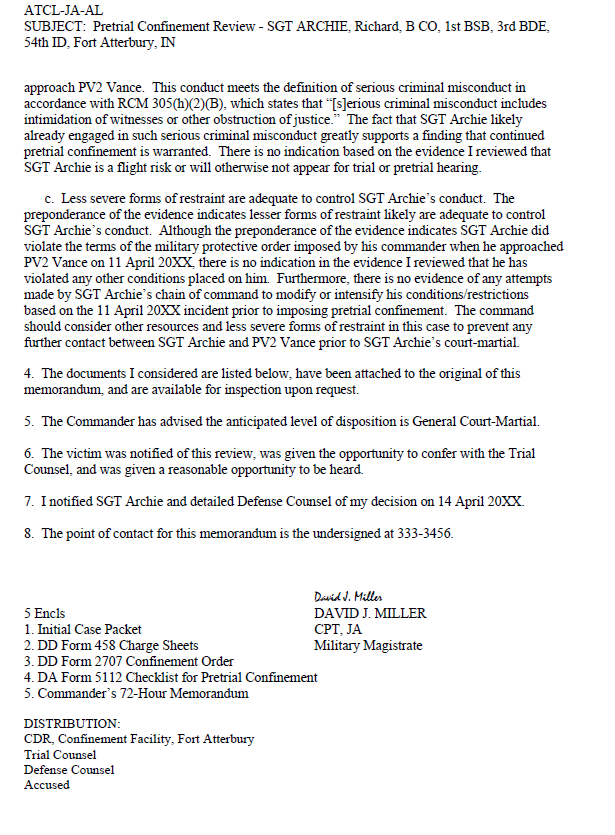 ATCL-JA-AL
SUBJECT:  Pretrial Confinement Review - SGT ARCHIE, Richard, B CO, 1st BSB, 3rd BDE,
54th ID, Fort Atterbury, IN
approach PV2 Vance.  This conduct meets the definition of serious criminal misconduct in
accordance with RCM 305(h)(2)(B), which states that “[s]erious criminal misconduct includes
intimidation of witnesses or other obstruction of justice.”  The fact that SGT Archie likely
already engaged in such serious criminal misconduct greatly supports a finding that continued
pretrial confinement is warranted.  There is no indication based on the evidence I reviewed that
SGT Archie is a flight risk or will otherwise not appear for trial or pretrial hearing.
c.  Less severe forms of restraint are adequate to control SGT Archie’s conduct.  The
preponderance of the evidence indicates lesser forms of restraint likely are adequate to control
SGT Archie’s conduct.  Although the preponderance of the evidence indicates SGT Archie did
violate the terms of the military protective order imposed by his commander when he approached
PV2 Vance on 11 April 20XX, there is no indication in the evidence I reviewed that he has
violated any other conditions placed on him.  Furthermore, there is no evidence of any attempts
made by SGT Archie’s chain of command to modify or intensify his conditions/restrictions
based on the 11 April 20XX incident prior to imposing pretrial confinement.  The command
should consider other resources and less severe forms of restraint in this case to prevent any
further contact between SGT Archie and PV2 Vance prior to SGT Archie’s court-martial.
4.  The documents I considered are listed below, have been attached to the original of this
memorandum, and are available for inspection upon request.
5.  The Commander has advised the anticipated level of disposition is General Court-Martial.
6.  The victim was notified of this review, was given the opportunity to confer with the Trial
Counsel, and was given a reasonable opportunity to be heard.
7.  I notified SGT Archie and detailed Defense Counsel of my decision on 14 April 20XX.
8.  The point of contact for this memorandum is the undersigned at 333-3456.
David J. Miller
5 Encls
DAVID J. MILLER
1. Initial Case Packet
CPT, JA
2. DD Form 458 Charge Sheets
Military Magistrate
3. DD Form 2707 Confinement Order
4. DA Form 5112 Checklist for Pretrial Confinement
5. Commander’s 72-Hour Memorandum
DISTRIBUTION:
CDR, Confinement Facility, Fort Atterbury
Trial Counsel
Defense Counsel
Accused